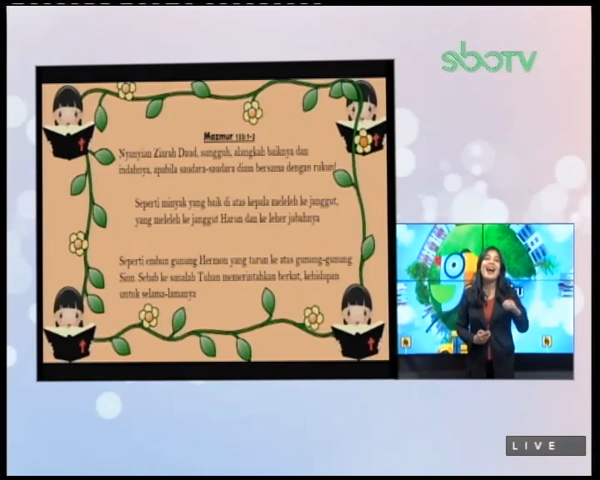 sboTV
Mazmur 133:1-3
Nyanyian Ziarah Daud, sungguh, alangkah baiknya dan
indahnya, apabila saudara-saudara diam bersama dengan rukun!
Seperti minyak yang baik di atas kepala meleleh ke janggut,
yang meleleh ke janggut Harun dan ke leher jubahnya
Seperti embun gunung Hermon yang turun ke atas gunung-gunung
Sion. Sebab ke sanalah Tuhan memerintahkan berkat, kehidupan
untuk selama-lamanya
LIVE